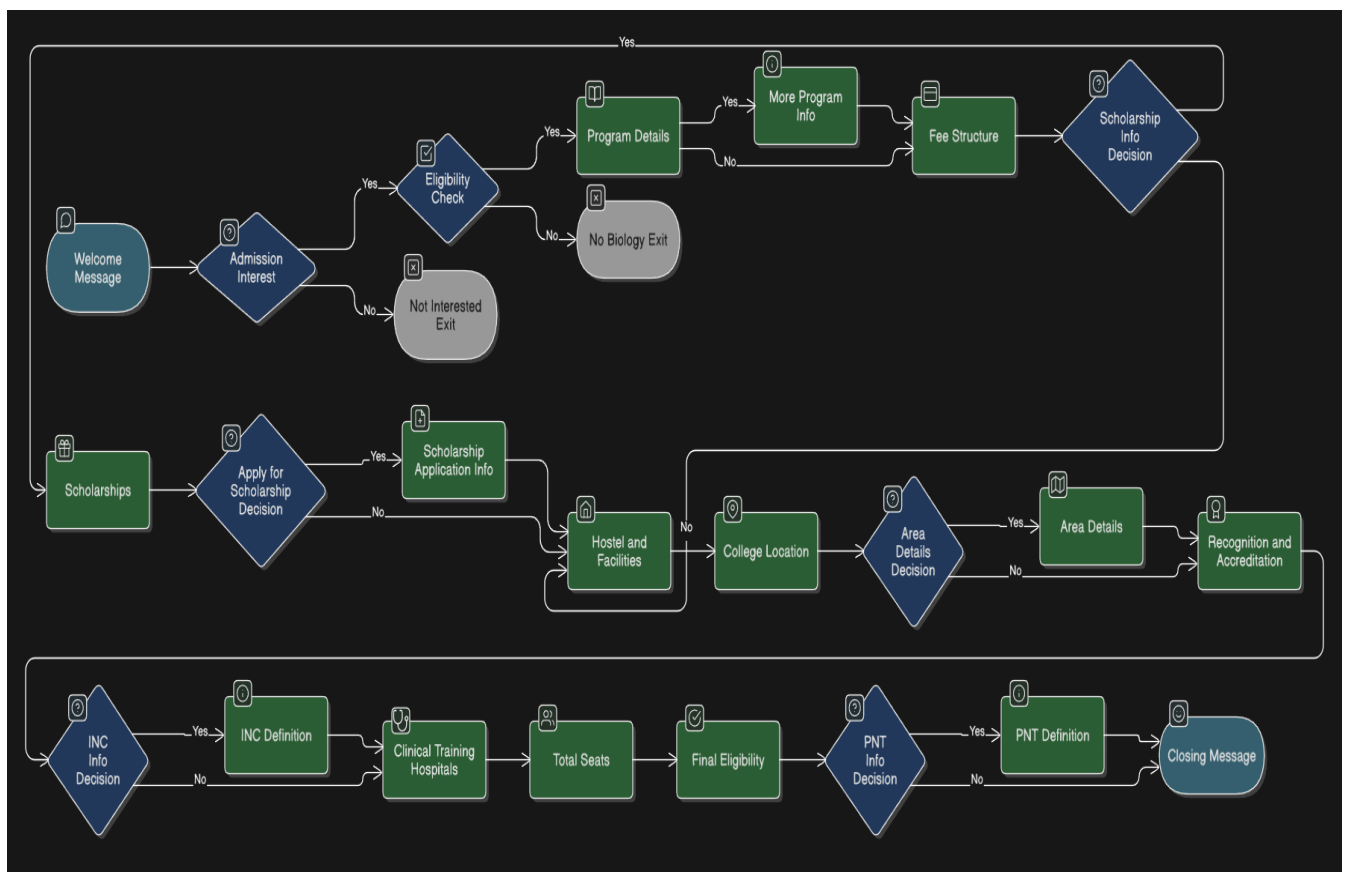 Yes
Welcome
Message
Admission
Interest
Yes
No
Eligibility
Check
Not Interested
Exit
Yes
No
Program Details
No Biology Exit
Yes
No
More Program
Info
Fee Structure
Scholarship
Info
Decision
Scholarships
Apply for
Scholarship
Decision
Yes
No
Scholarship
Application Info
Hostel and
Facilities
No
College Location
Area
Details
Decision
Yes
No
Area Details
Recognition and
Accreditation
INC
Info
Decision
Yes
No
INC Definition
Clinical Training
Hospitals
Total Seats
Final Eligibility
PNT
Info
Decision
Yes
No
PNT Definition
Closing Message